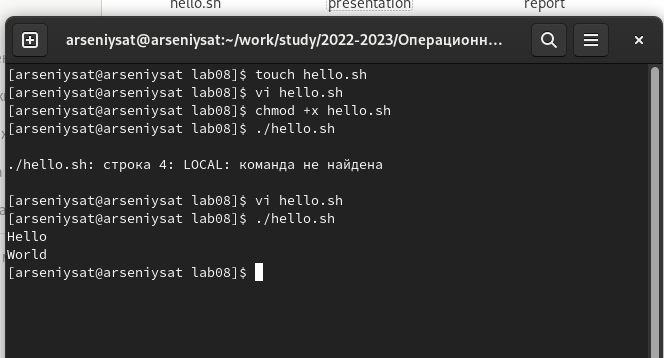 hello.sh presentation report
arseniysat@arseniysat:~/work/study/2022-2023/Операционн...
[arseniysat@arseniysat lab08]$ touch hello.sh
[arseniysat@arseniysat lab08]$ vi hello.sh
[arseniysat@arseniysat lab08]$ chmod +x hello.sh
[arseniysat@arseniysat lab08]$ ./hello.sh
./hello.sh: строка 4: LOCAL: команда не найдена
[arseniysat@arseniysat lab08]$ vi hello.sh
[arseniysat@arseniysat lab08]$ ./hello.sh
Hello
World
[arseniysat@arseniysat lab08]$